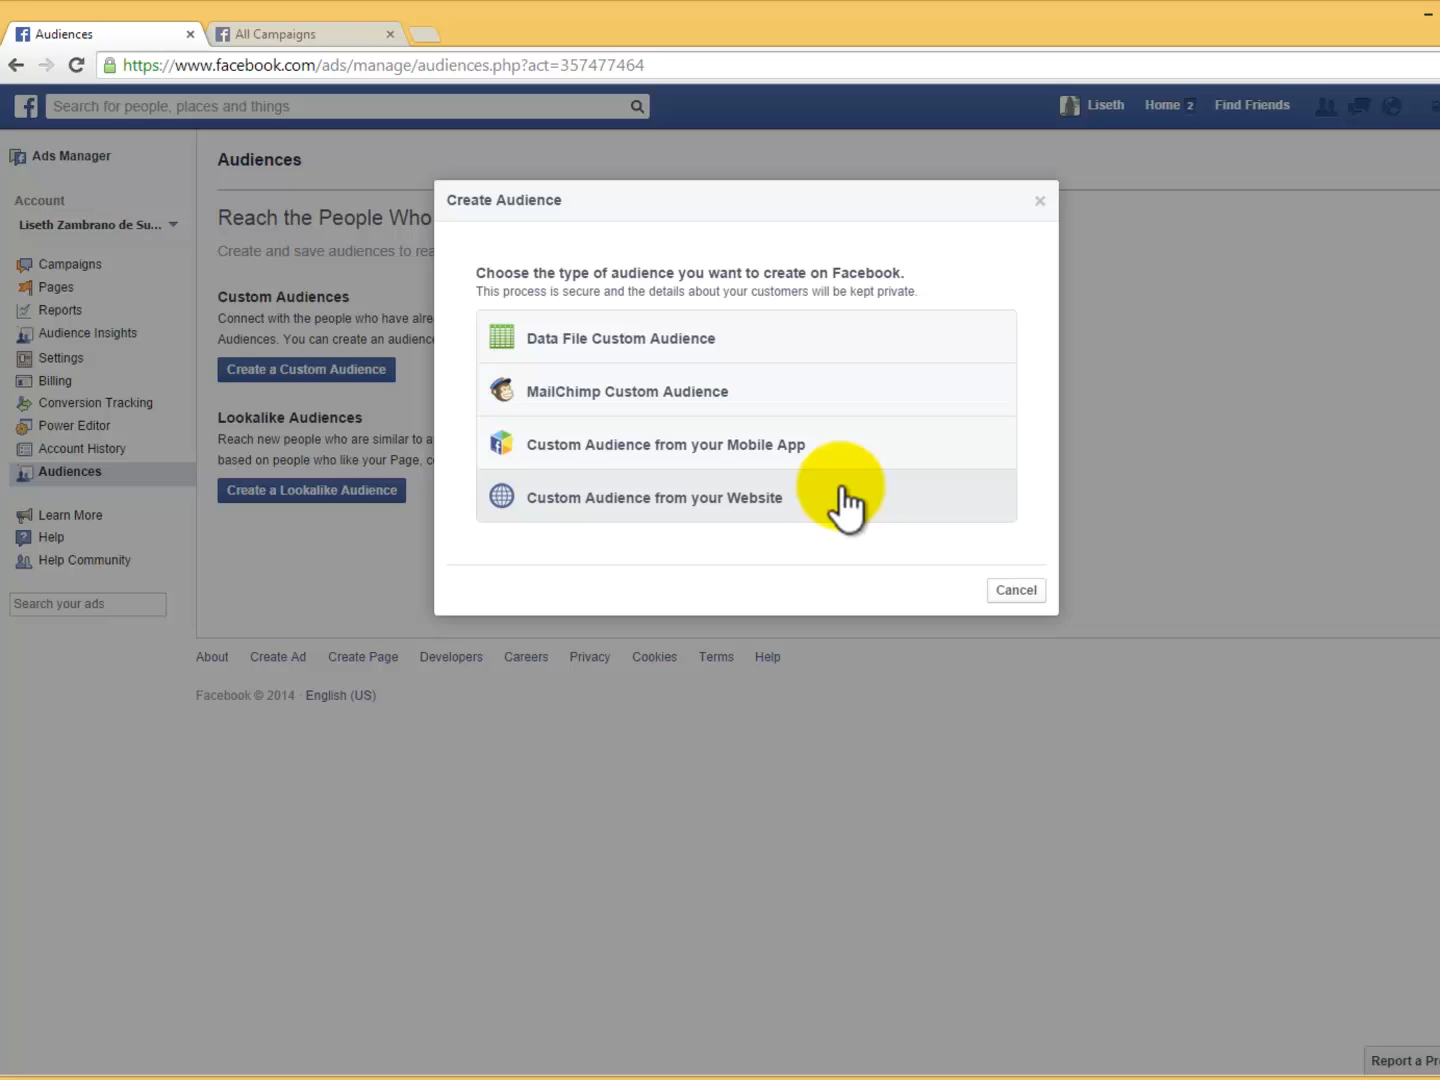 Audiences
All Campaigns
https://www.facebook.com/ads/manage/audiences.php?act=357477464
Search for people, places and things
Liseth
Home 2
Find Friends
Ads Manager
Account
Liseth Zambrano de Su...
Campaigns
Pages
Reports
Audience Insights
Settings
Billing
Conversion Tracking
Power Editor
Account History
Audiences
Learn More
Help
Help Community
Search your ads
Audiences
Reach the People Who
Create and save audiences to
Custom Audiences
Connect with the people who have
Audiences. You can create an
Create a Custom Audience
Lookalike Audiences
Reach new people who are similar to
based on people who like your Page,
Create a Lookalike Audience
Create Audience
Choose the type of audience you want to create on Facebook.
This process is secure and the details about your customers will be kept private.
Data File Custom Audience
MailChimp Custom Audience
Custom Audience from your Mobile App
Custom Audience from your Website
Cancel
About Create Ad Create Page Developers Careers Privacy Cookies Terms Help
Facebook © 2014 · English (US)
Report a